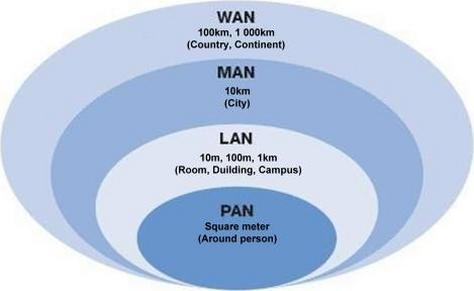 WAN
100km, 1 000km
(Country, Continent)
MAN
10km
(City)
LAN
10m, 100m, 1km
(Room, Duilding, Campus)
PAN
Square meter
(Around person)